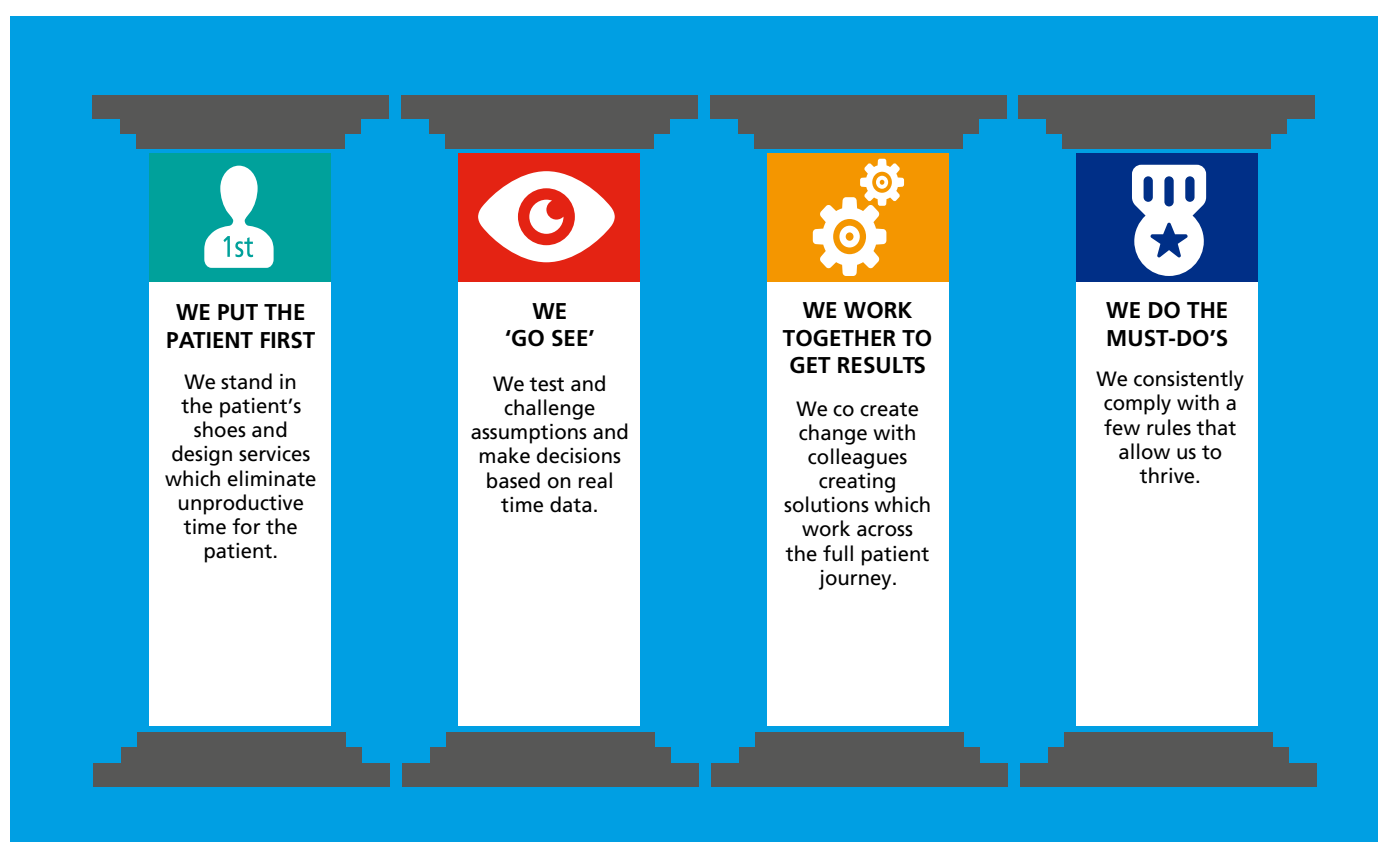 1st
WE PUT THE
PATIENT FIRST
We stand in
the patient’s
shoes and
design services
which eliminate
unproductive
time for the
patient.
WE
‘GO SEE’
We test and
challenge
assumptions and
make decisions
based on real
time data.
WE WORK
TOGETHER TO
GET RESULTS
We co create
change with
colleagues
creating
solutions which
work across
the full patient
journey.
WE DO THE
MUST-DO’S
We consistently
comply with a
few rules that
allow us to
thrive.